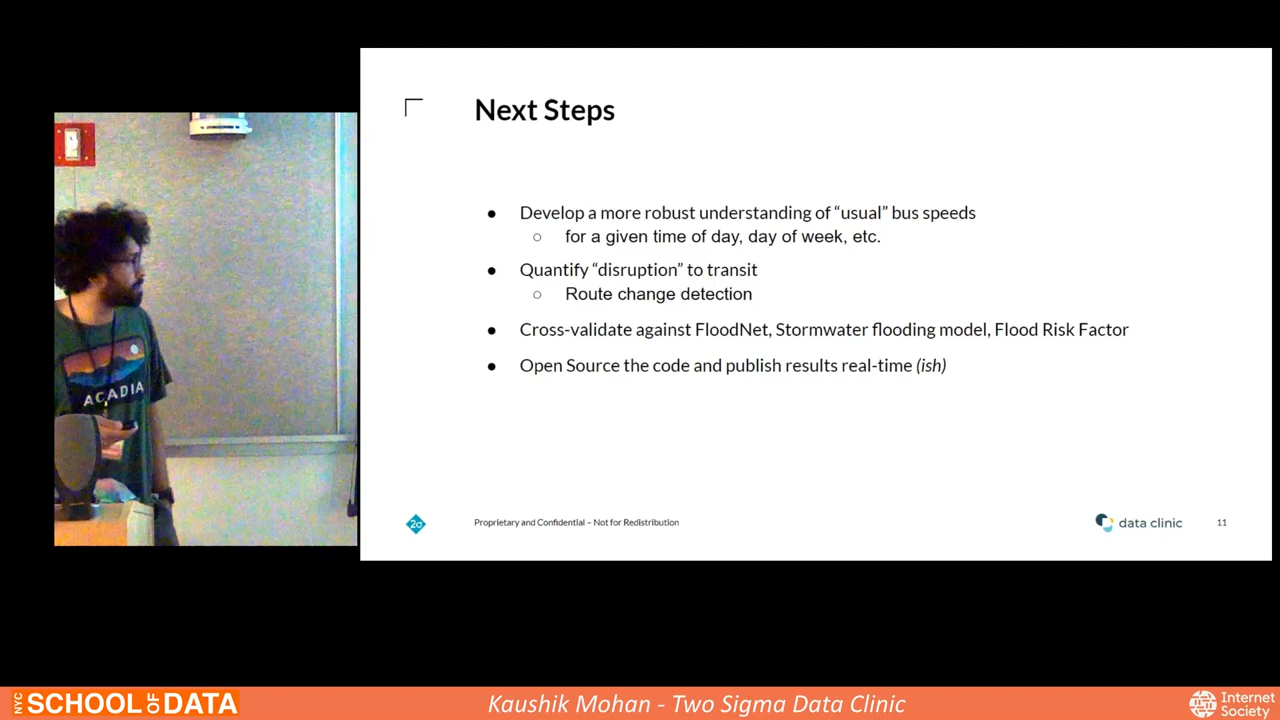 Next Steps
● Develop a more robust understanding of “usual” bus speeds
○ for a given time of day, day of week, etc.
● Quantify “disruption” to transit
○ Route change detection
● Cross-validate against FloodNet, Stormwater flooding model, Flood Risk Factor
● Open Source the code and publish results real-time (ish)
ACADIA
2σ
Proprietary and Confidential – Not for Redistribution
data clinic
11
NYC SCHOOL OF DATA
Kaushik Mohan - Two Sigma Data Clinic
Internet
Society